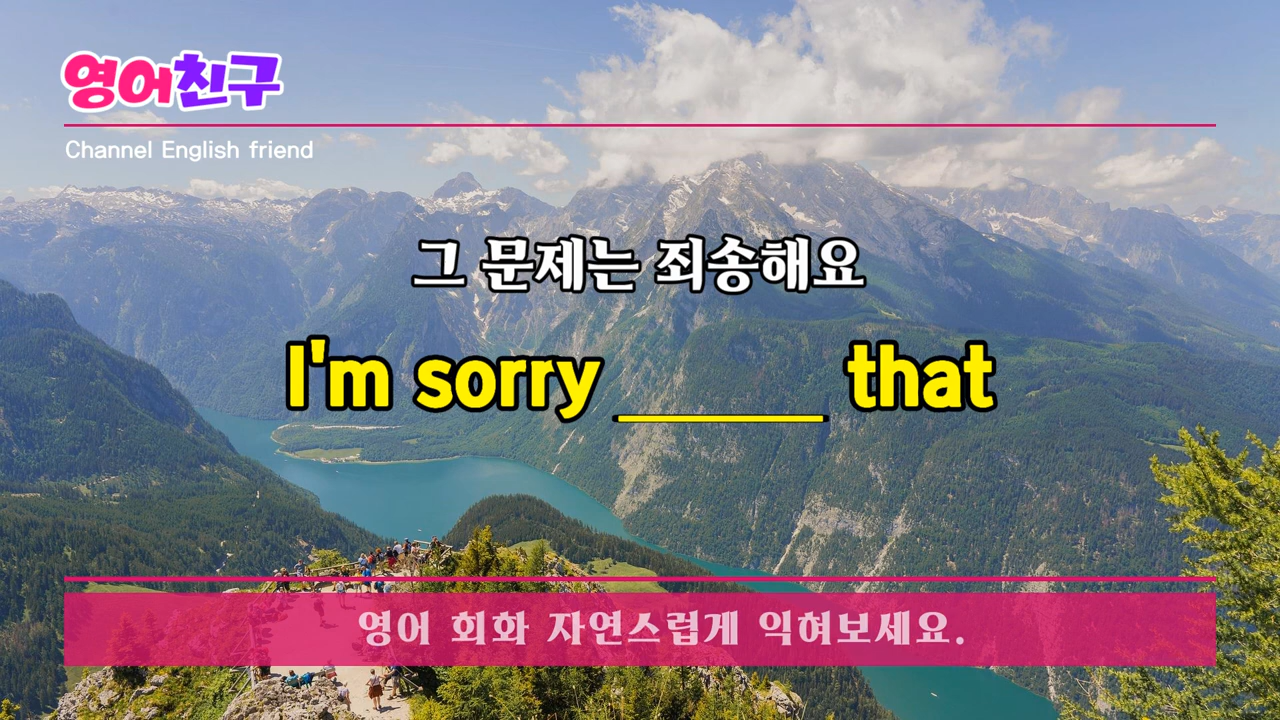 영어친구
Channel English friend
그 문제는 죄송해요
I'm sorry _____ that
영어 회화 자연스럽게 익혀보세요.